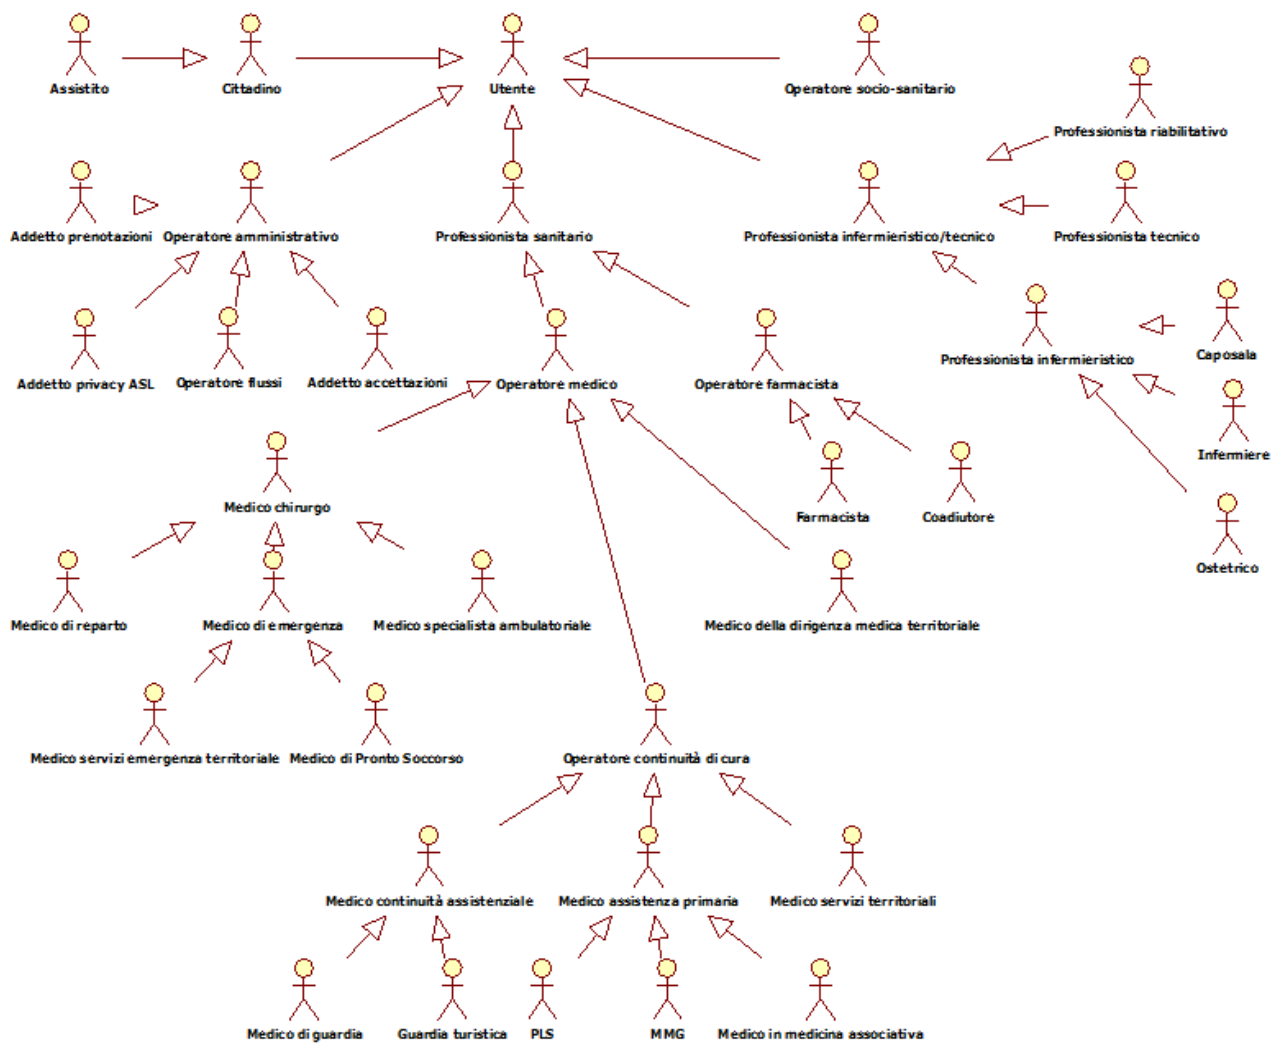 Assistito
Cittadino
Utente
Operatore socio-sanitario
Professionista riabilitativo
Addetto prenotazioni
Operatore amministrativo
Professionista sanitario
Professionista infermieristico/tecnico
Professionista tecnico
Addetto privacy ASL
Operatore flussi
Addetto accettazioni
Operatore medico
Operatore farmacista
Professionista infermieristico
Caposala
Infermiere
Medico chirurgo
Farmacista
Coadiutore
Ostetrico
Medico di reparto
Medico di emergenza
Medico specialista ambulatoriale
Medico della dirigenza medica territoriale
Medico servizi emergenza territoriale
Medico di Pronto Soccorso
Operatore continuità di cura
Medico continuità assistenziale
Medico assistenza primaria
Medico servizi territoriali
Medico di guardia
Guardia turistica
PLS
MMG
Medico in medicina associativa